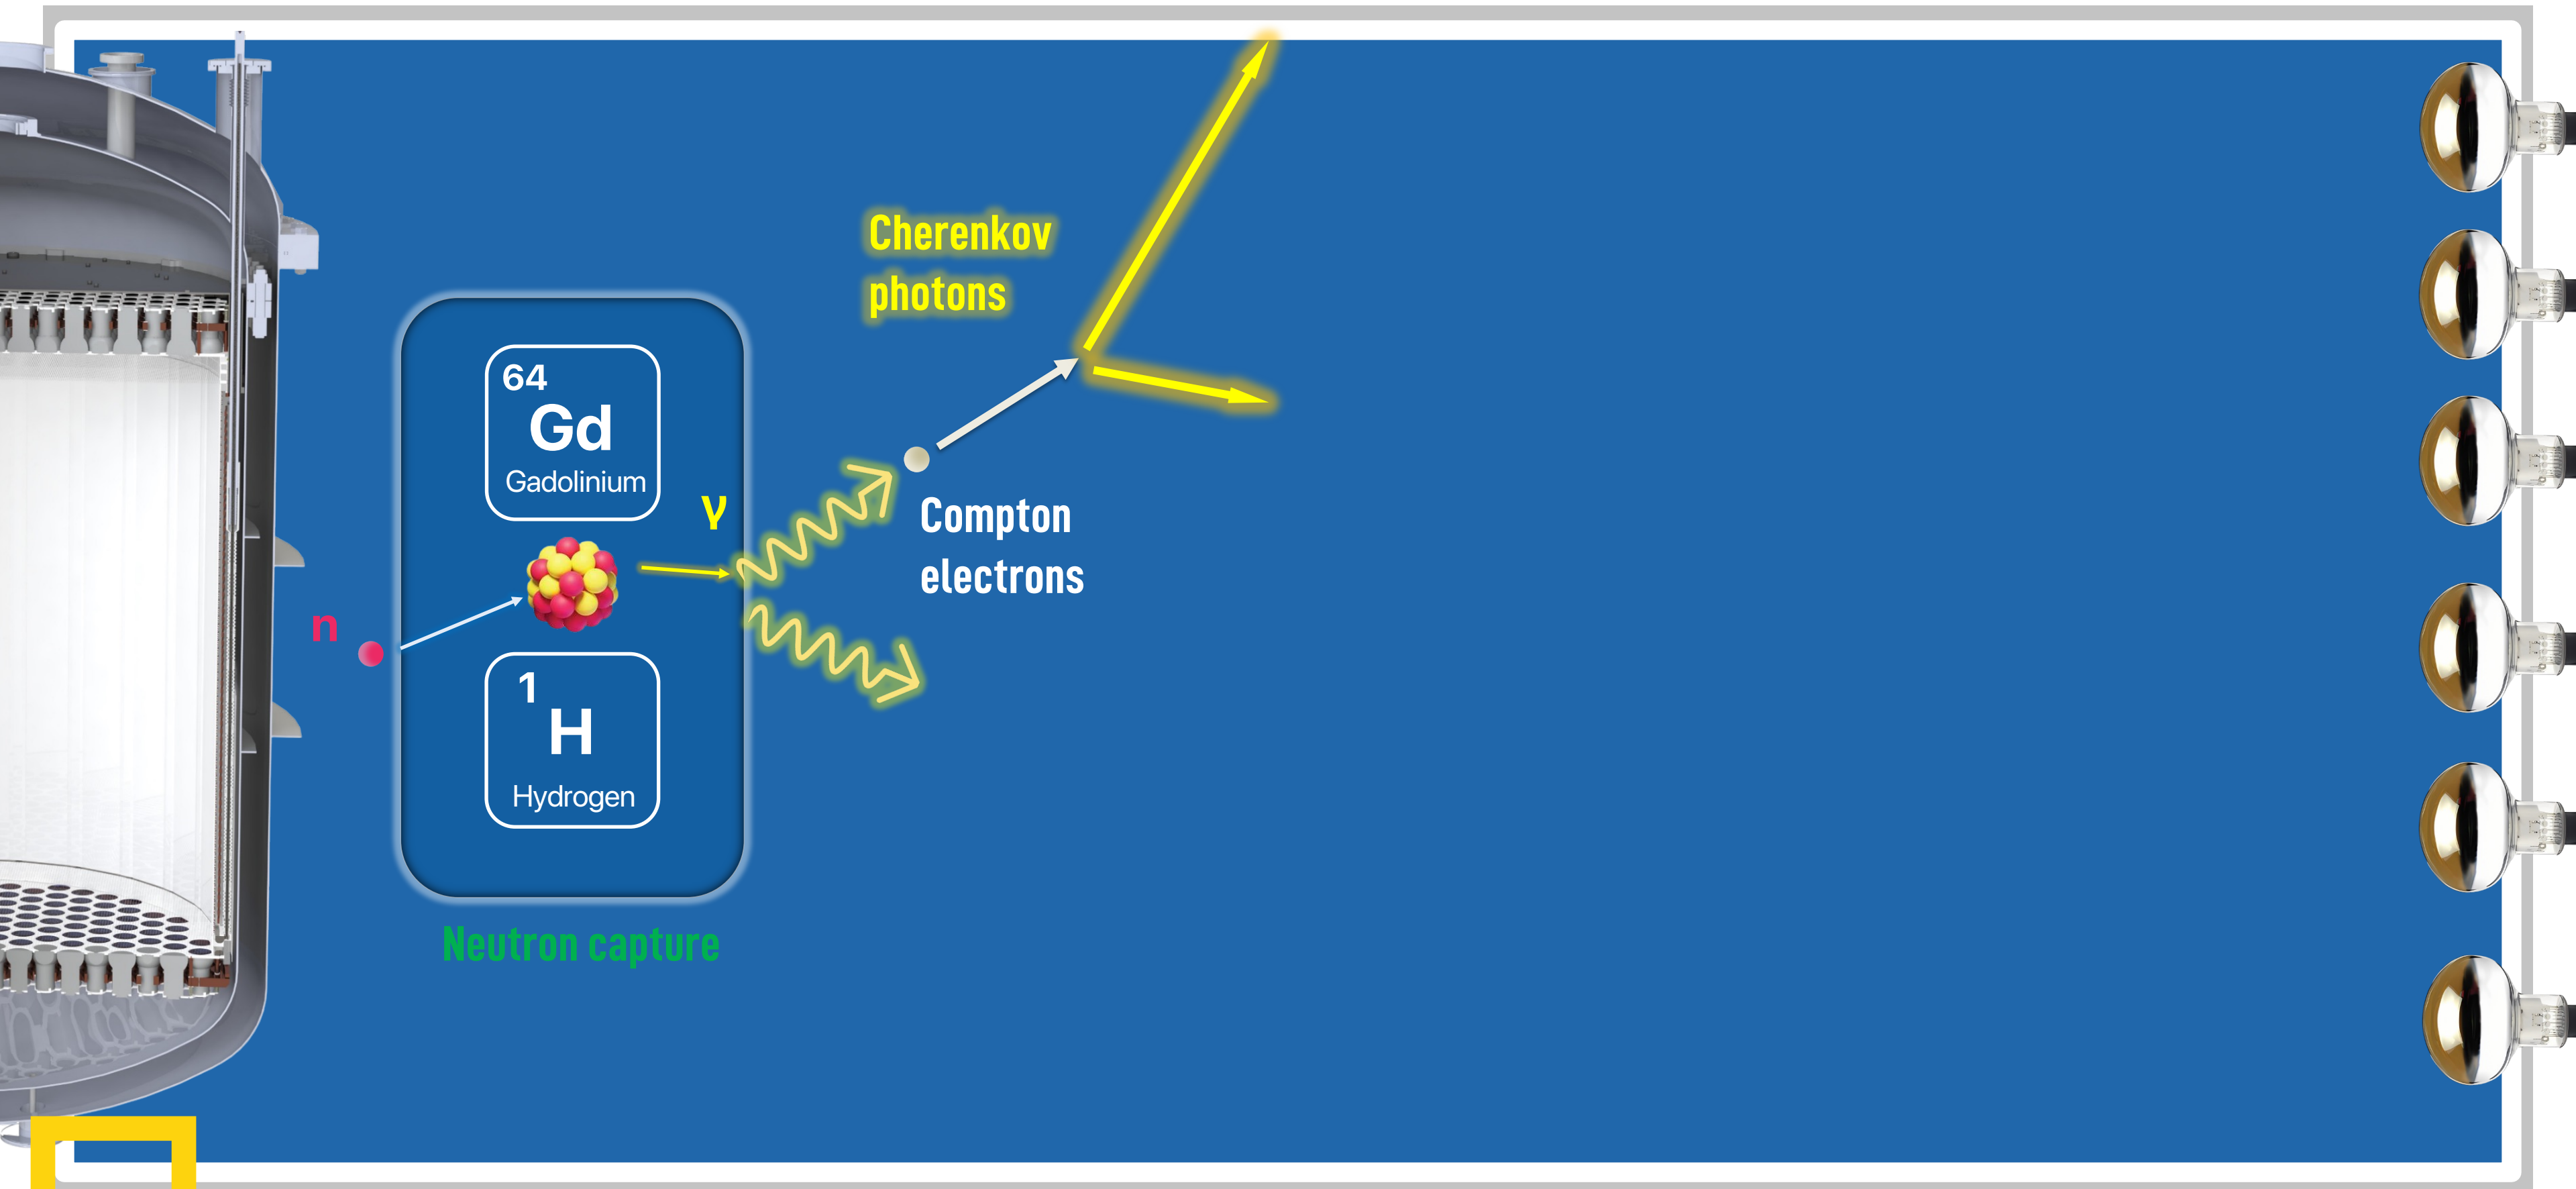 Cherenkov
photons
64
Gd
Gadolinium
γ
Compton
electrons
n
1
H
Hydrogen
Neutron capture